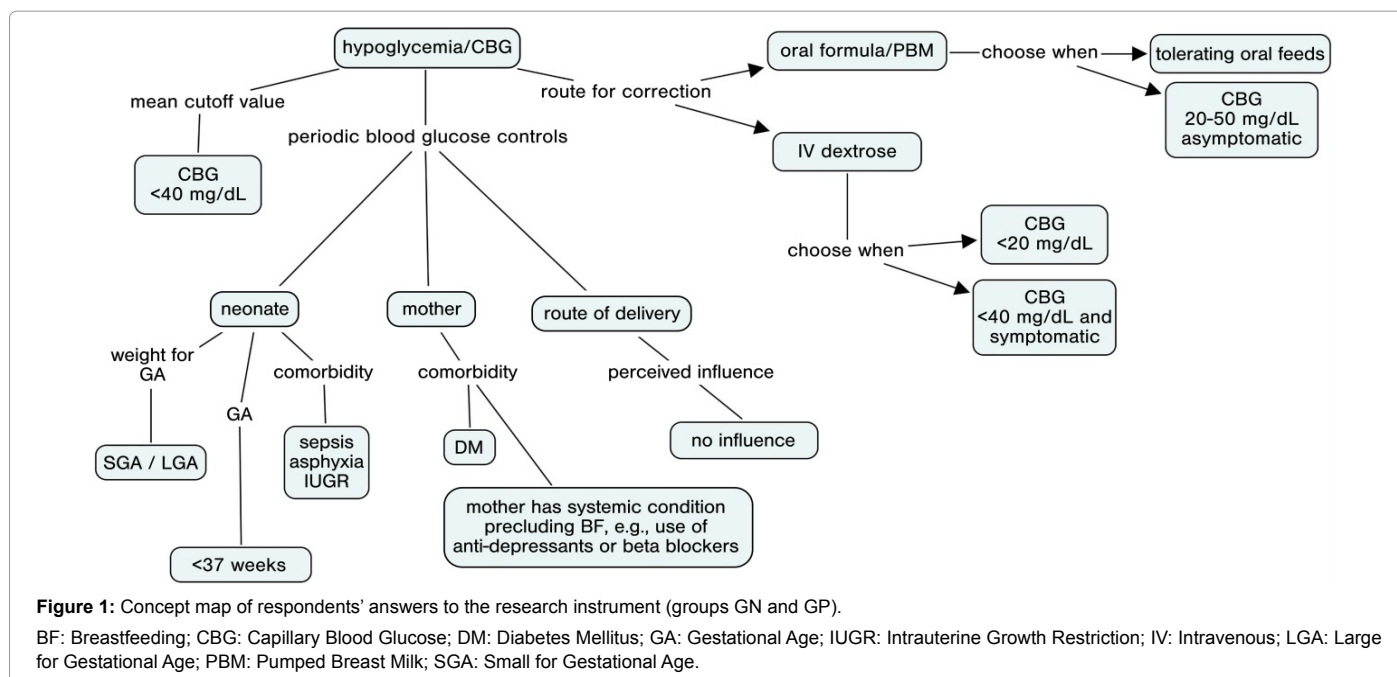 hypoglycemia/CBG
oral formula/PBM
choose when
tolerating oral feeds
mean cutoff value
route for correction
CBG
20-50 mg/dL
asymptomatic
periodic blood glucose controls
CBG
<40 mg/dL
IV dextrose
choose when
CBG
<20 mg/dL
CBG
<40 mg/dL and
symptomatic
neonate
mother
route of delivery
weight for
GA
comorbidity
comorbidity
perceived influence
GA
SGA / LGA
sepsis
asphyxia
IUGR
DM
no influence
mother has systemic condition
precluding BF, e.g., use of
anti-depressants or beta blockers
<37 weeks
Figure 1: Concept map of respondents’ answers to the research instrument (groups GN and GP).
BF: Breastfeeding; CBG: Capillary Blood Glucose; DM: Diabetes Mellitus; GA: Gestational Age; IUGR: Intrauterine Growth Restriction; IV: Intravenous; LGA: Large
for Gestational Age; PBM: Pumped Breast Milk; SGA: Small for Gestational Age.